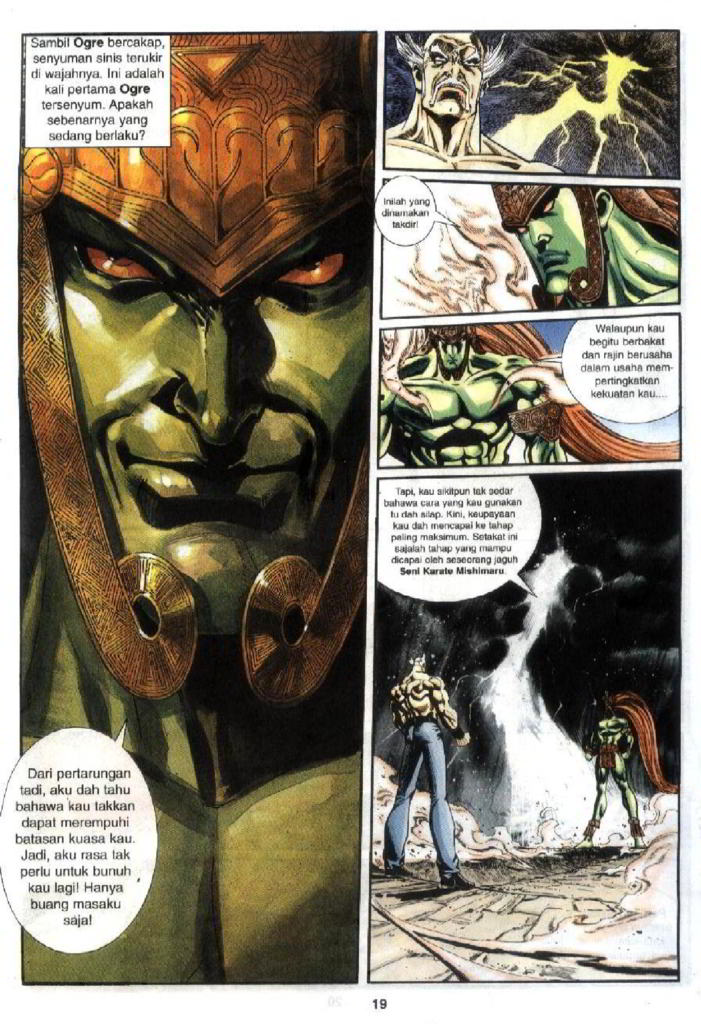 Sambil Ogre bercakap,
senyuman sinis terukir
di wajahnya. Ini adalah
kali pertama Ogre
tersenyum. Apakah
sebenarnya yang
sedang berlaku?
Dari pertarungan
tadi, aku dah tahu
bahawa kau takkan
dapat merempuhi
batasan kuasa kau.
Jadi, aku rasa tak
perlu untuk bunuh
kau lagi! Hanya
buang masaku
saja!
Inilah yang
dinamakan
takdir!
Walaupun kau
begitu berbakat
dan rajin berusaha
dalam usaha mem-
pertingkatkan
kekuatan kau....
Tapi, kau sikitpun tak sedar
bahawa cara yang kau gunakan
tu dah silap. Kini, keupayaan
kau dah mencapai ke tahap
paling maksimum. Setakat ini
sajalah tahap yang mampu
dicapai oleh seseorang jaguh
Seni Karate Mishimaru.
19